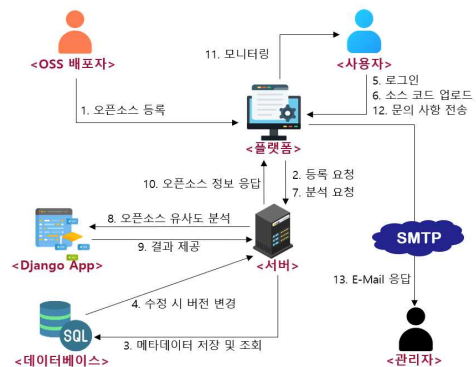 <OSS 배포자>
11. 모니터링
<사용자>
5. 로그인
6. 소스 코드 업로드
12. 문의 사항 전송
1. 오픈소스 등록
<플랫폼>
10. 오픈소스 정보 응답
2. 등록 요청
7. 분석 요청
8. 오픈소스 유사도 분석
9. 결과 제공
<Django App>
<서버>
SMTP
13. E-Mail 응답
4. 수정 시 버전 변경
SQL
3. 메타데이터 저장 및 조회
<데이터베이스>
<관리자>